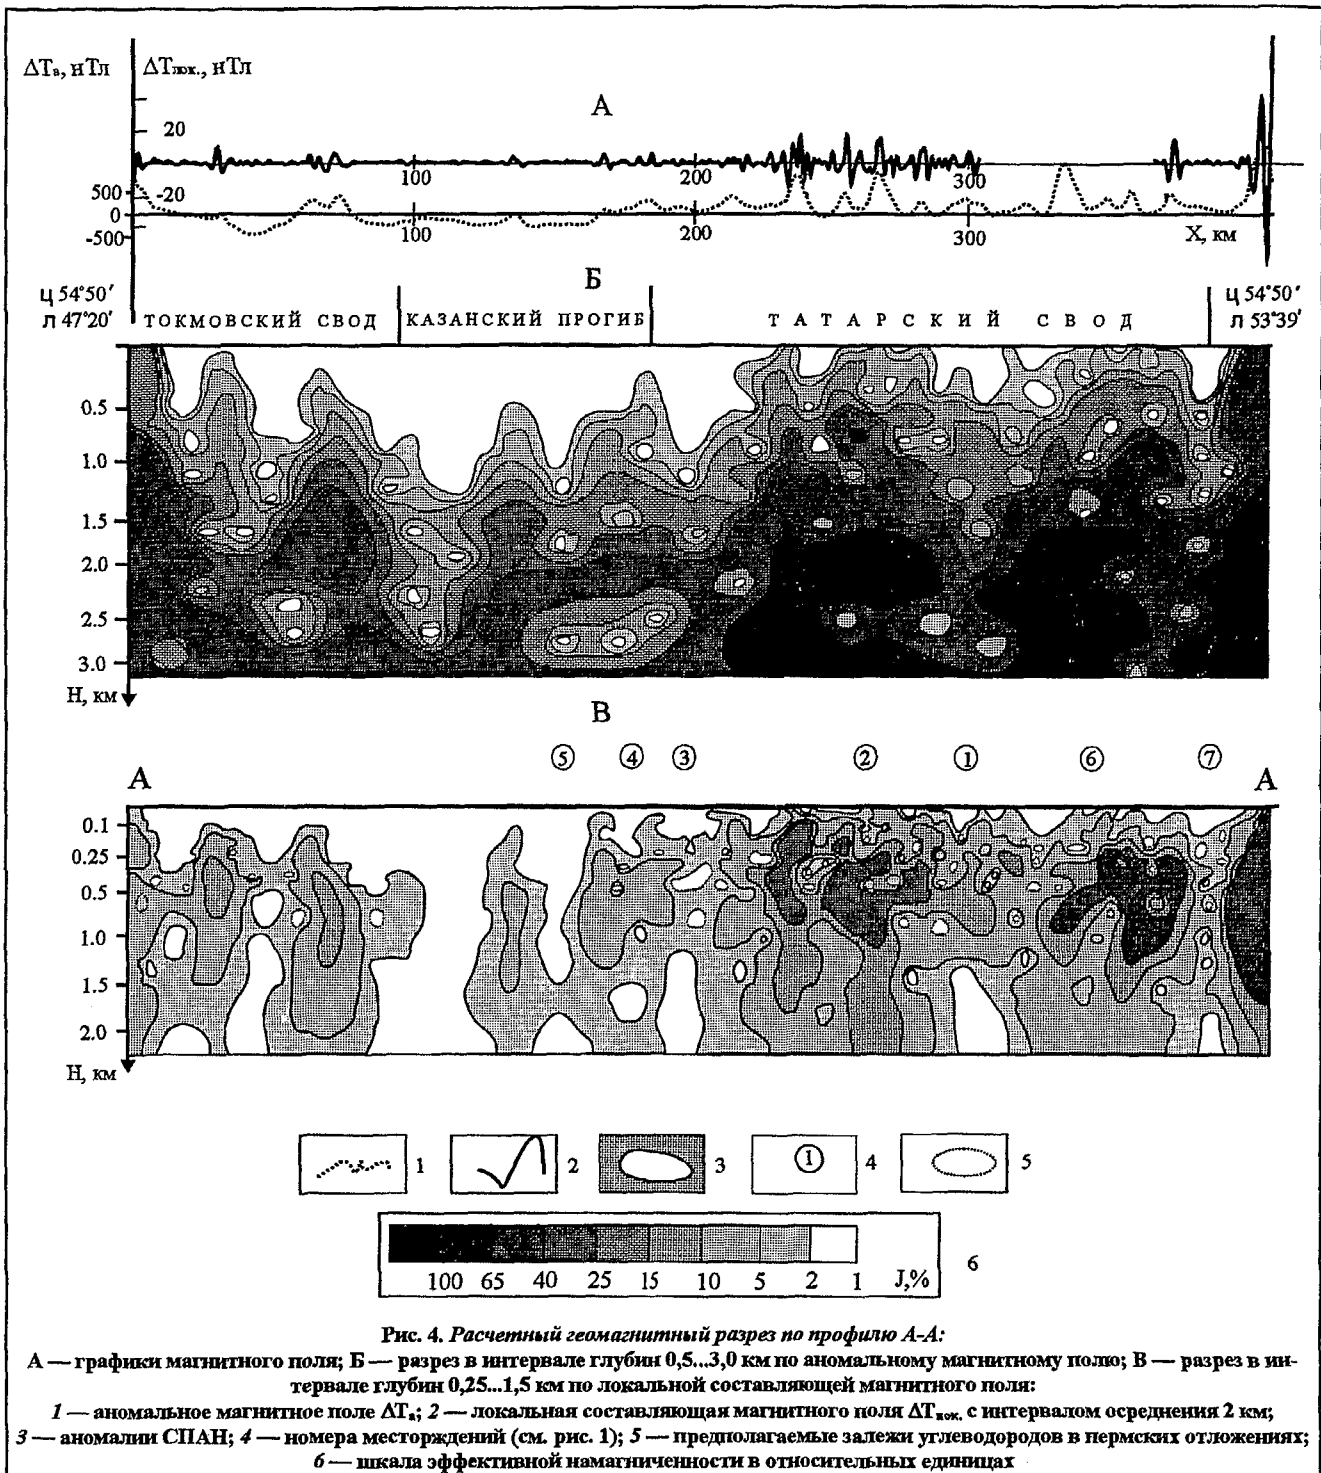 ΔTₐ, нТл
ΔTлок., нТл
А
20
-20
500
0
-500
100
200
300
100
200
300
X, км
Б
Ц 54°50′
Л 47°20′
ТОКМОВСКИЙ СВОД
КАЗАНСКИЙ ПРОГИБ
ТАТАРСКИЙ СВОД
Ц 54°50′
Л 53°39′
0.5
1.0
1.5
2.0
2.5
3.0
Н, км
В
⑤ ④ ③ ② ① ⑥ ⑦
А
А
0.1
0.25
0.5
1.0
1.5
2.0
Н, км
1
2
3
① 4
5
100 65 40 25 15 10 5 2 1 J,%
6
Рис. 4. Расчетный геомагнитный разрез по профилю А-А:
А — графики магнитного поля; Б — разрез в интервале глубин 0,5...3,0 км по аномальному магнитному полю; В — разрез в ин-
тервале глубин 0,25...1,5 км по локальной составляющей магнитного поля:
1 — аномальное магнитное поле ΔTₐ; 2 — локальная составляющая магнитного поля ΔTлок. с интервалом осреднения 2 км;
3 — аномалии СПАН; 4 — номера месторждений (см. рис. 1); 5 — предполагаемые залежи углеводородов в пермских отложениях;
6 — шкала эффективной намагниченности в относительных единицах